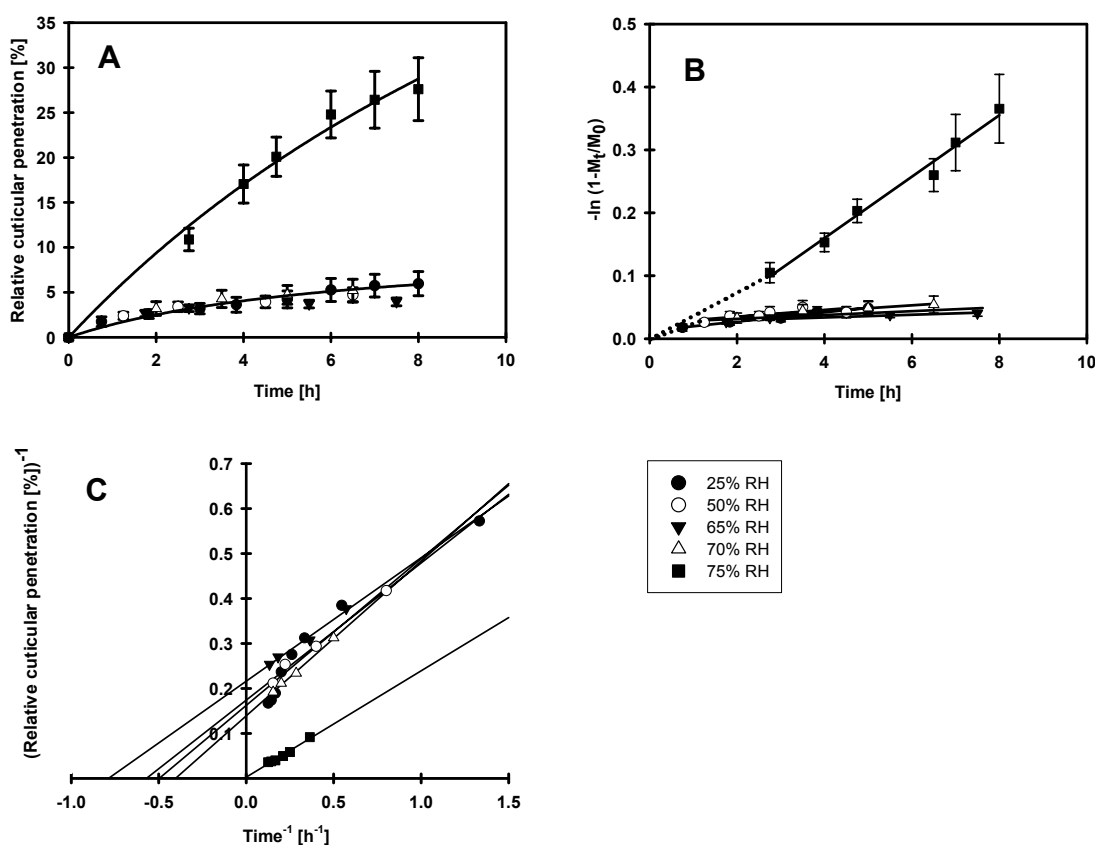 A
Relative cuticular penetration [%]
35
30
25
20
15
10
5
0
0 2 4 6 8 10
Time [h]
B
-ln (1-Mt/M0)
0.5
0.4
0.3
0.2
0.1
0.0
0 2 4 6 8 10
Time [h]
C
(Relative cuticular penetration [%])-1
0.7
0.6
0.5
0.4
0.3
0.2
0.1
-1.0 -0.5 0.0 0.5 1.0 1.5
Time-1 [h-1]
25% RH
50% RH
65% RH
70% RH
75% RH